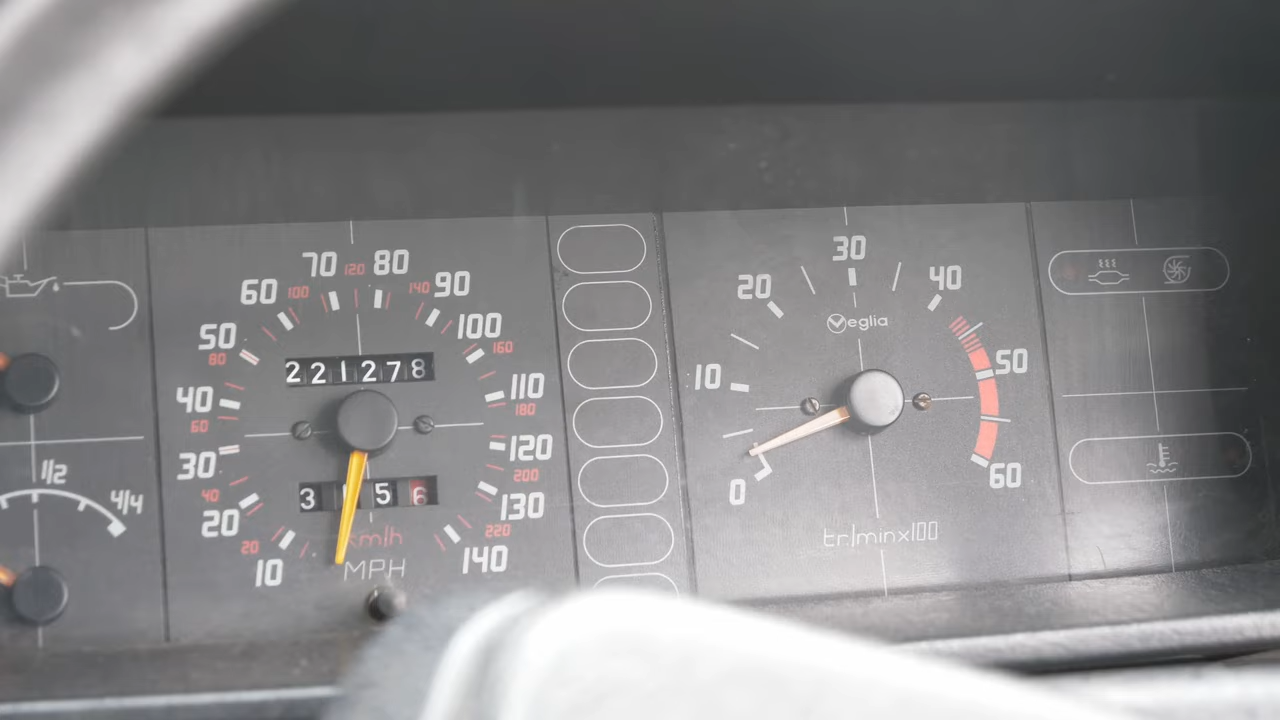 70 120 80
60 100 140 90
50 80 100 160
221278
40 60 110 180
30 120
40 200
20 130
3 5 6
20 km/h 220
10 MPH 140
1/2
4/4
30
20 40
Veglia
10 50
0 60
tr/minx100